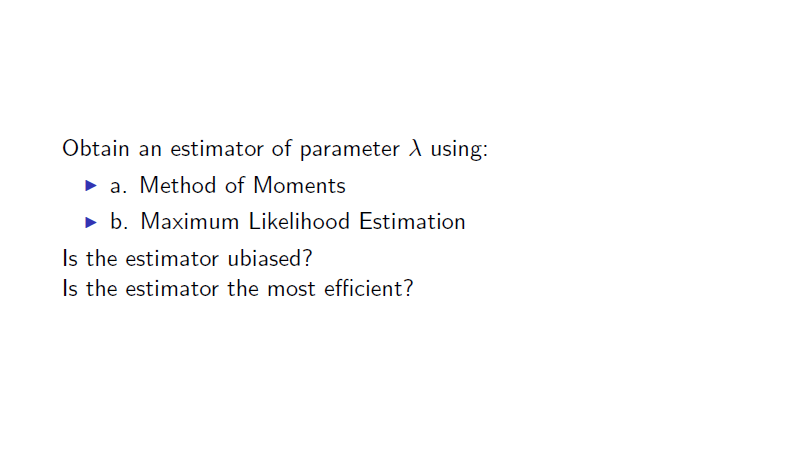 Obtain an estimator of parameter λ using:
▶ a. Method of Moments
▶ b. Maximum Likelihood Estimation
Is the estimator ubiased?
Is the estimator the most efficient?